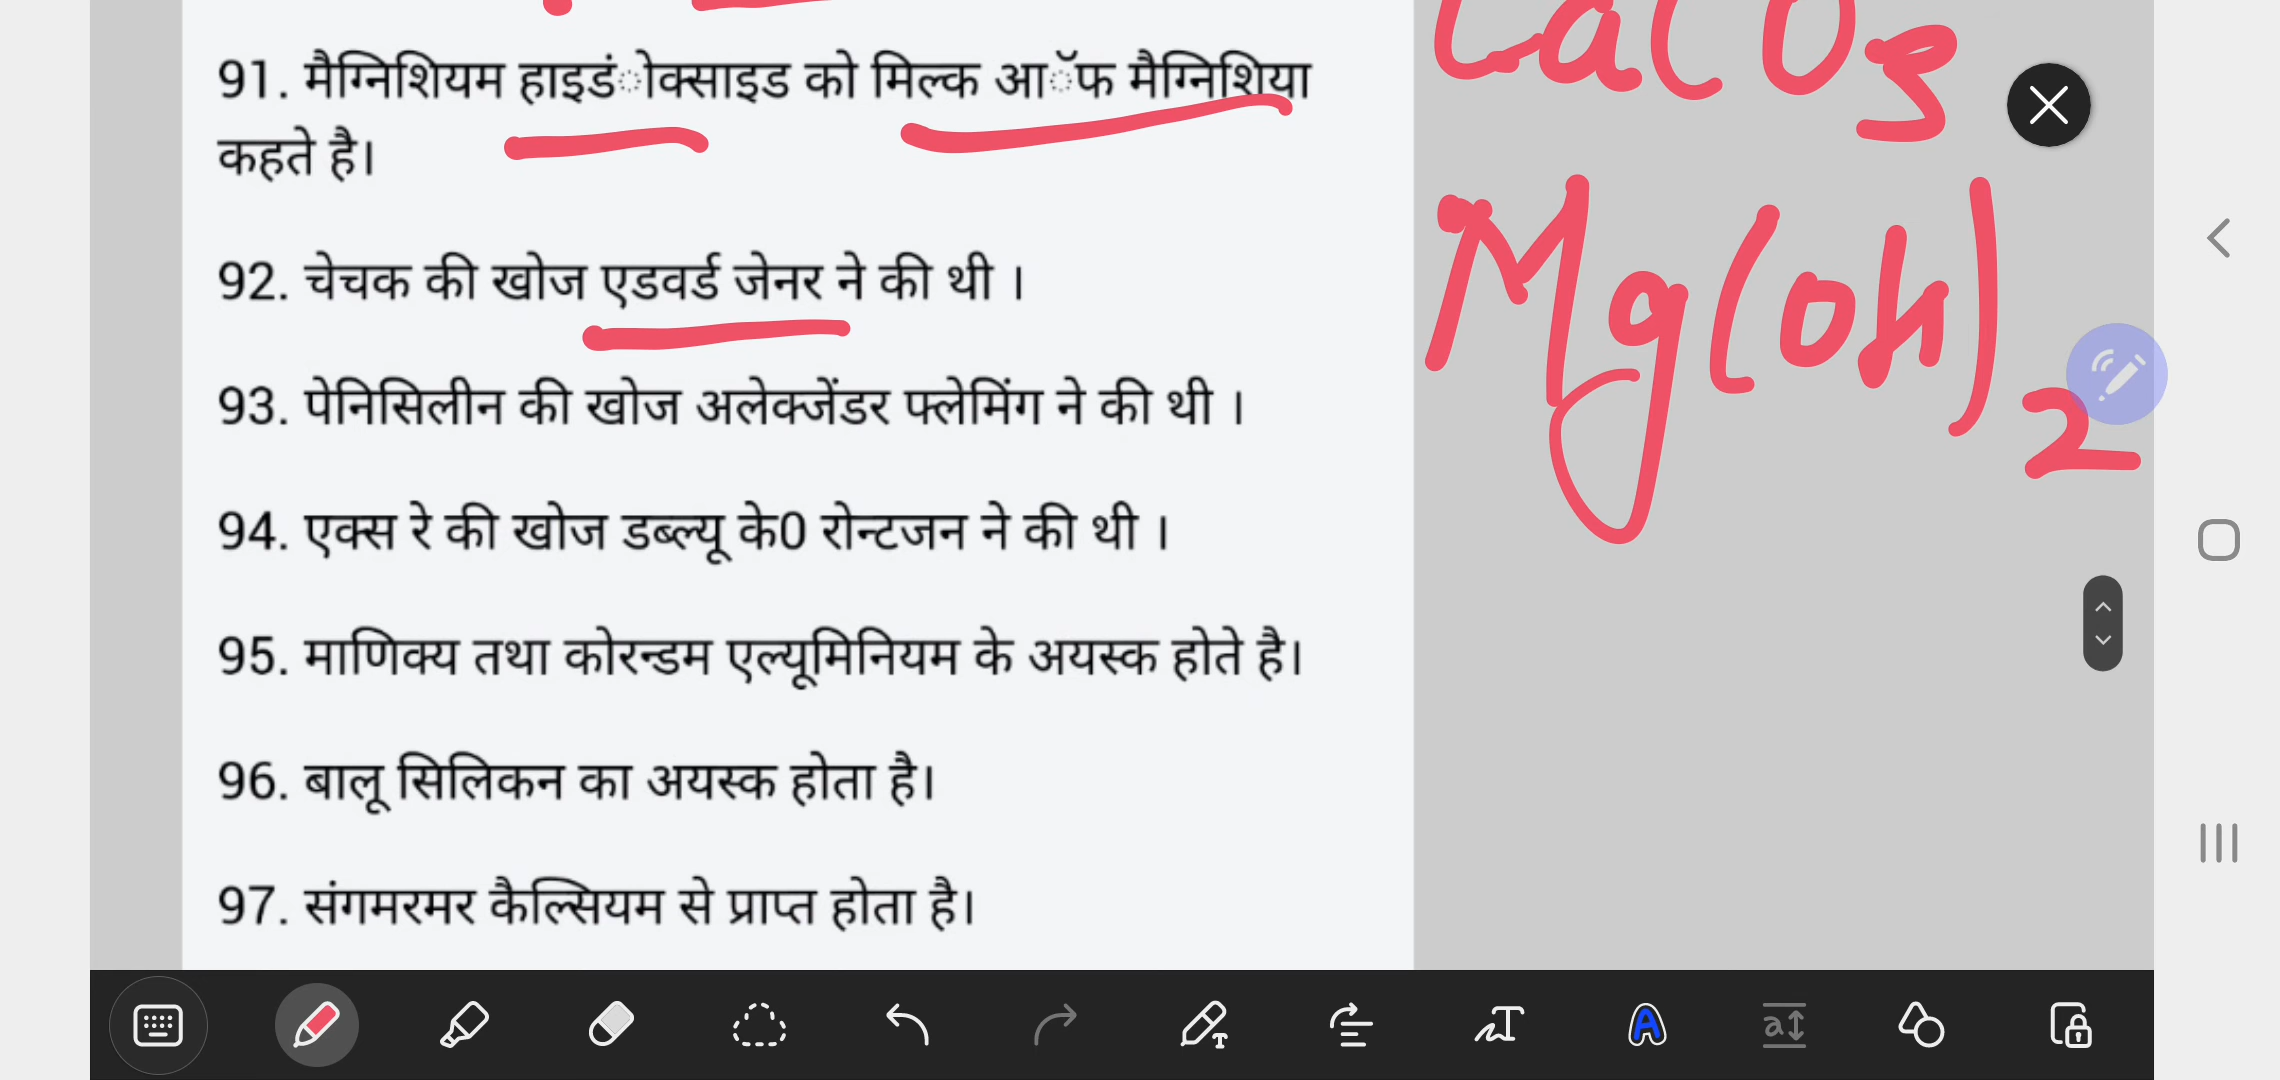 CaCO3
91. मैग्निशियम हाइडंोक्साइड को मिल्क आॅफ मैग्निशिया
कहते है।
Mg(oh)2
92. चेचक की खोज एडवर्ड जेनर ने की थी ।
93. पेनिसिलीन की खोज अलेक्जेंडर फ्लेमिंग ने की थी ।
94. एक्स रे की खोज डब्ल्यू के0 रोन्टजन ने की थी ।
95. माणिक्य तथा कोरन्डम एल्यूमिनियम के अयस्क होते है।
96. बालू सिलिकन का अयस्क होता है।
97. संगमरमर कैल्सियम से प्राप्त होता है।